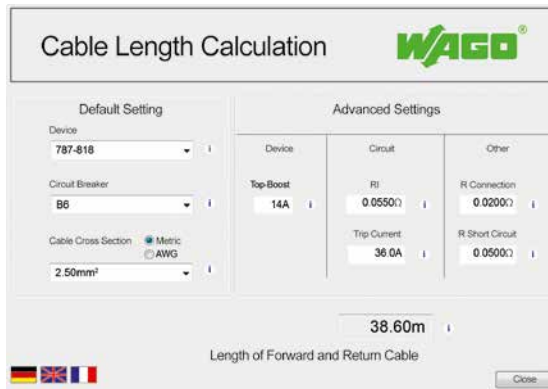 Cable Length Calculation
WAGO®
Default Setting
Device
787-818
i
Circuit Breaker
B6
i
Cable Cross Section
Metric
AWG
2.50mm²
i
Advanced Settings
Device
Circuit
Other
Top-Boost
14A
i
RI
0.0550Ω
i
R Connection
0.0200Ω
i
Trip Current
36.0A
i
R Short Circuit
0.0500Ω
i
38.60m
i
Length of Forward and Return Cable
Close